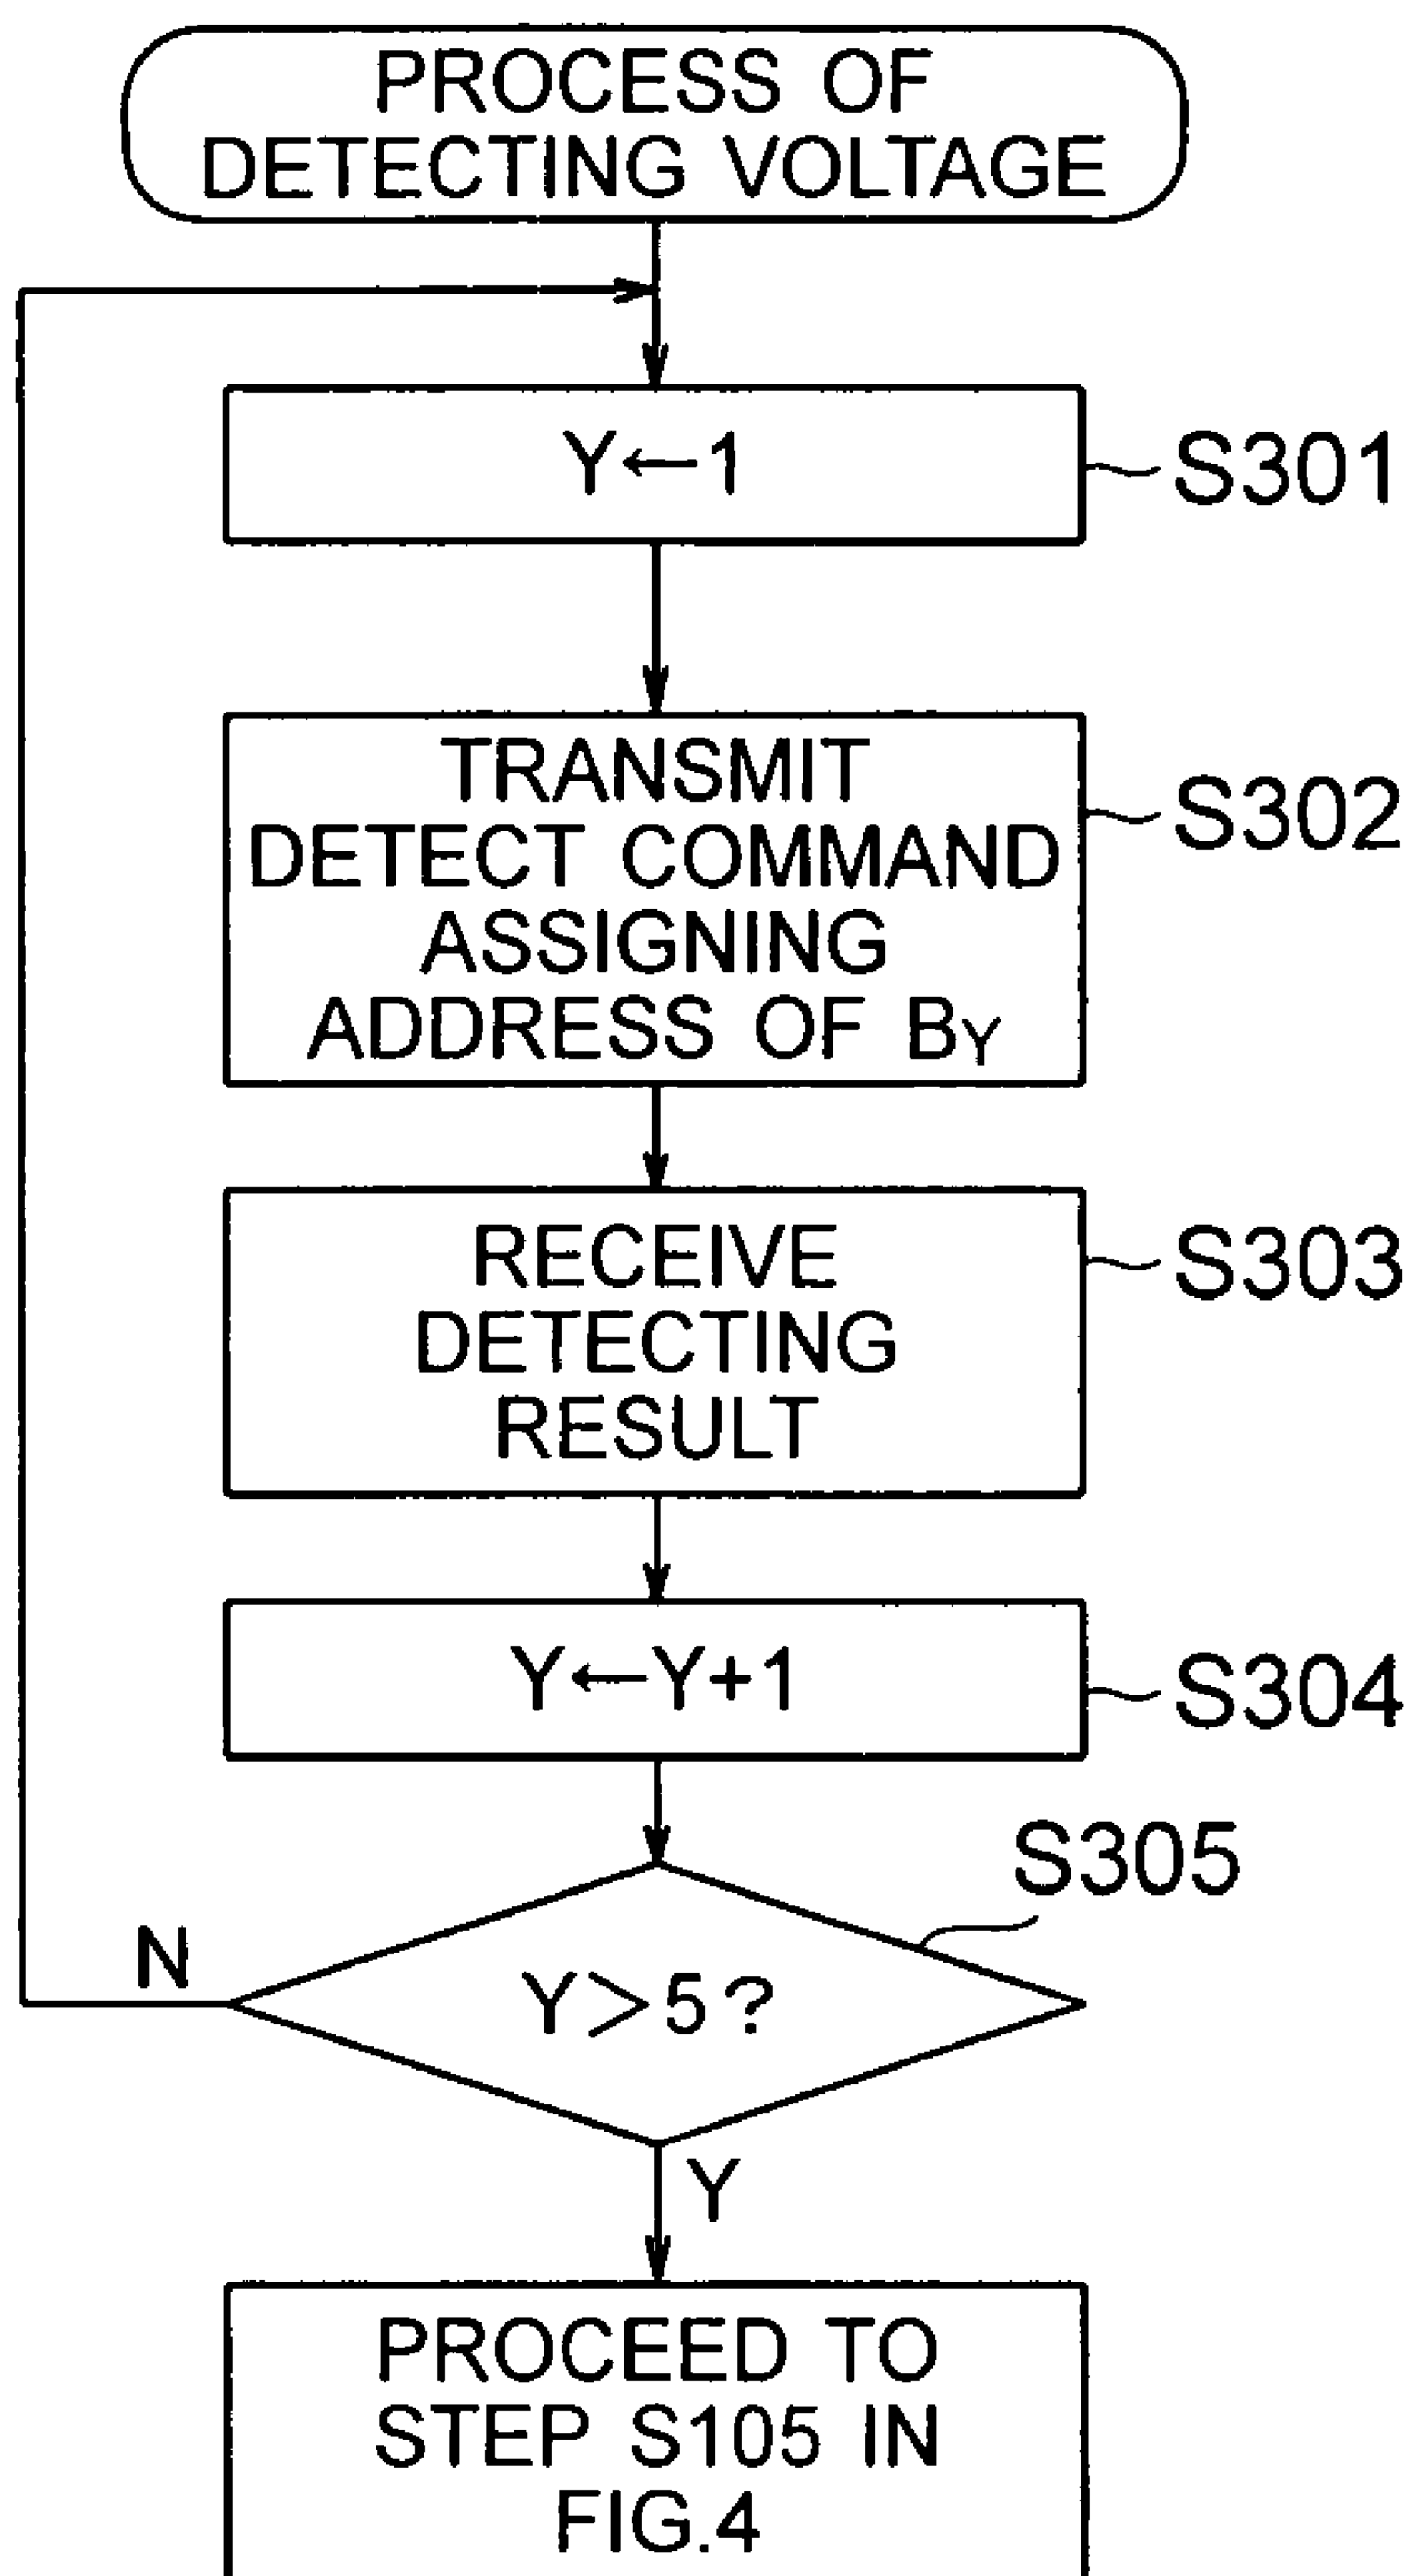 PROCESS OF
DETECTING VOLTAGE
Y←1
S301
TRANSMIT
DETECT COMMAND
ASSIGNING
ADDRESS OF BY
S302
RECEIVE
DETECTING
RESULT
S303
Y←Y+1
S304
S305
N
Y>5?
Y
PROCEED TO
STEP S105 IN
FIG.4